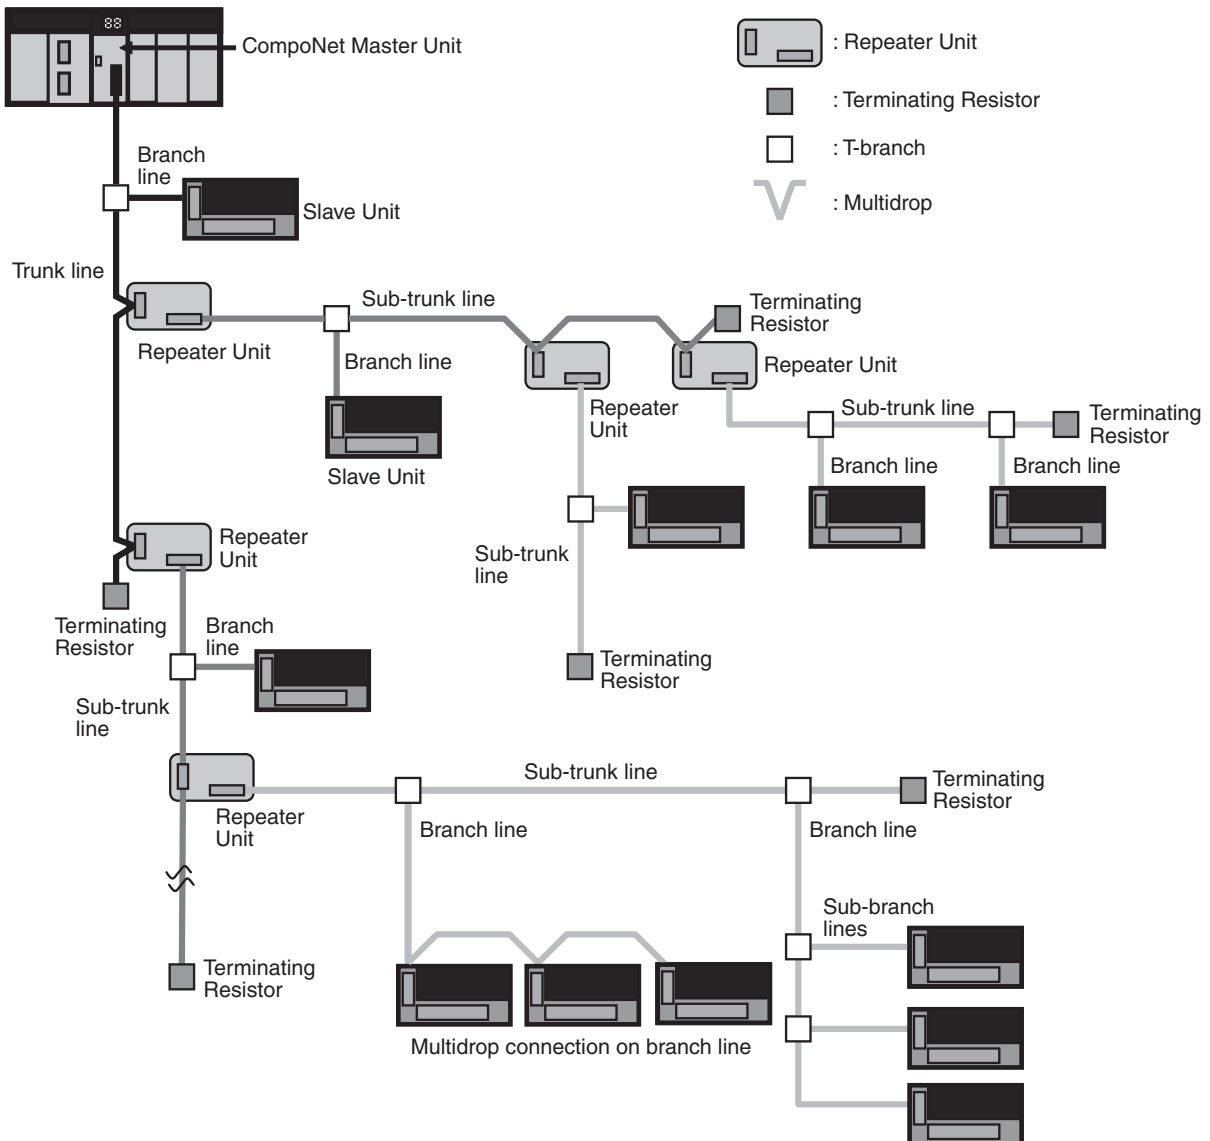 88
CompoNet Master Unit
: Repeater Unit
: Terminating Resistor
: T-branch
: Multidrop
Branch
line
Slave Unit
Trunk line
Repeater Unit
Sub-trunk line
Branch line
Slave Unit
Terminating
Resistor
Repeater Unit
Repeater
Unit
Sub-trunk line
Terminating
Resistor
Branch line
Branch line
Sub-trunk
line
Terminating
Resistor
Repeater
Unit
Terminating
Resistor
Branch
line
Sub-trunk
line
Repeater
Unit
Sub-trunk line
Terminating
Resistor
Branch line
Branch line
Sub-branch
lines
Terminating
Resistor
Multidrop connection on branch line